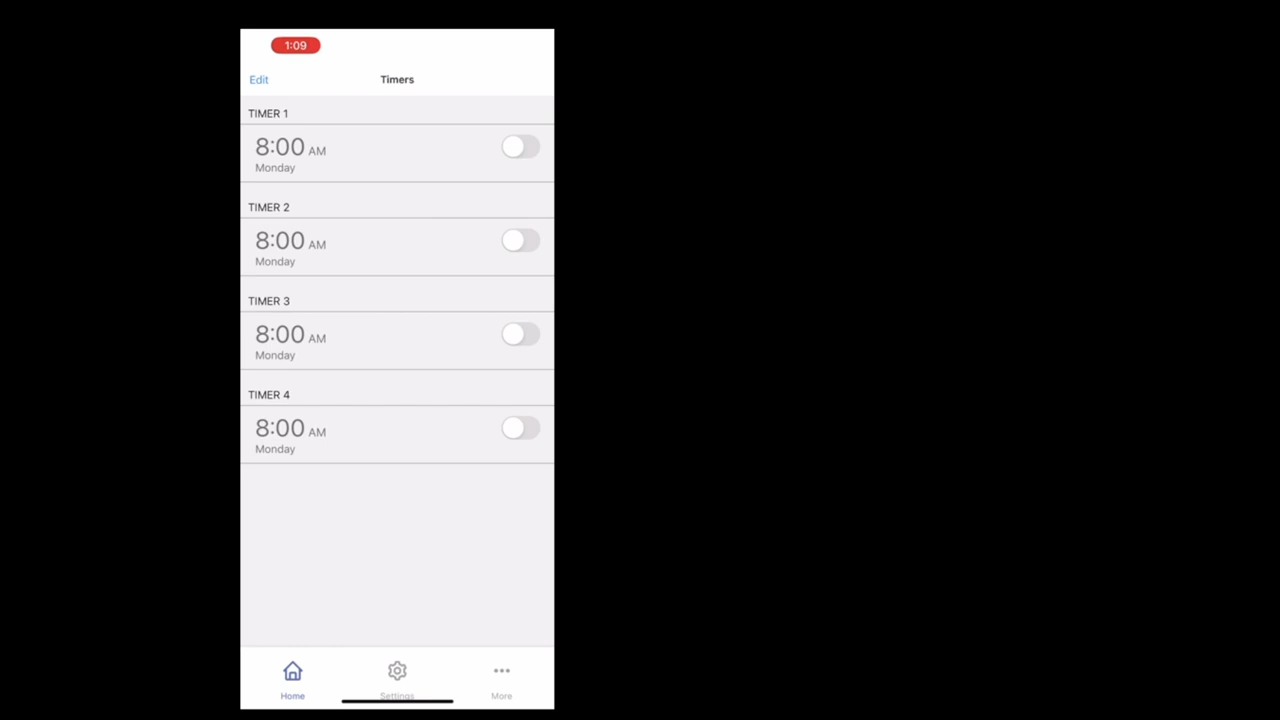 1:09
Edit
Timers
TIMER 1
8:00 AM
Monday
TIMER 2
8:00 AM
Monday
TIMER 3
8:00 AM
Monday
TIMER 4
8:00 AM
Monday
Home
Settings
More